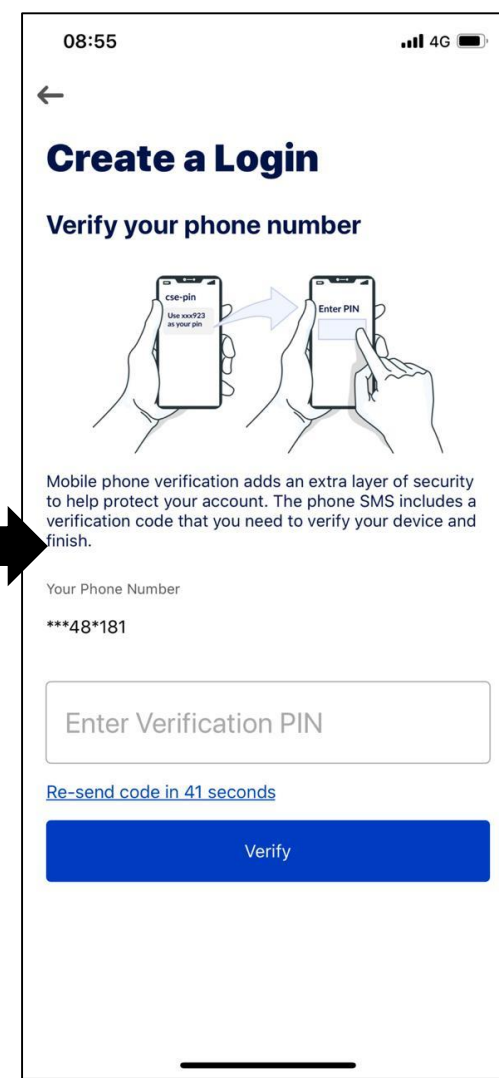 08:55
4G
Create a Login
Verify your phone number
cse-pin
Use xxx923
as your pin
Enter PIN
Mobile phone verification adds an extra layer of security
to help protect your account. The phone SMS includes a
verification code that you need to verify your device and
finish.
Your Phone Number
***48*181
Enter Verification PIN
Re-send code in 41 seconds
Verify